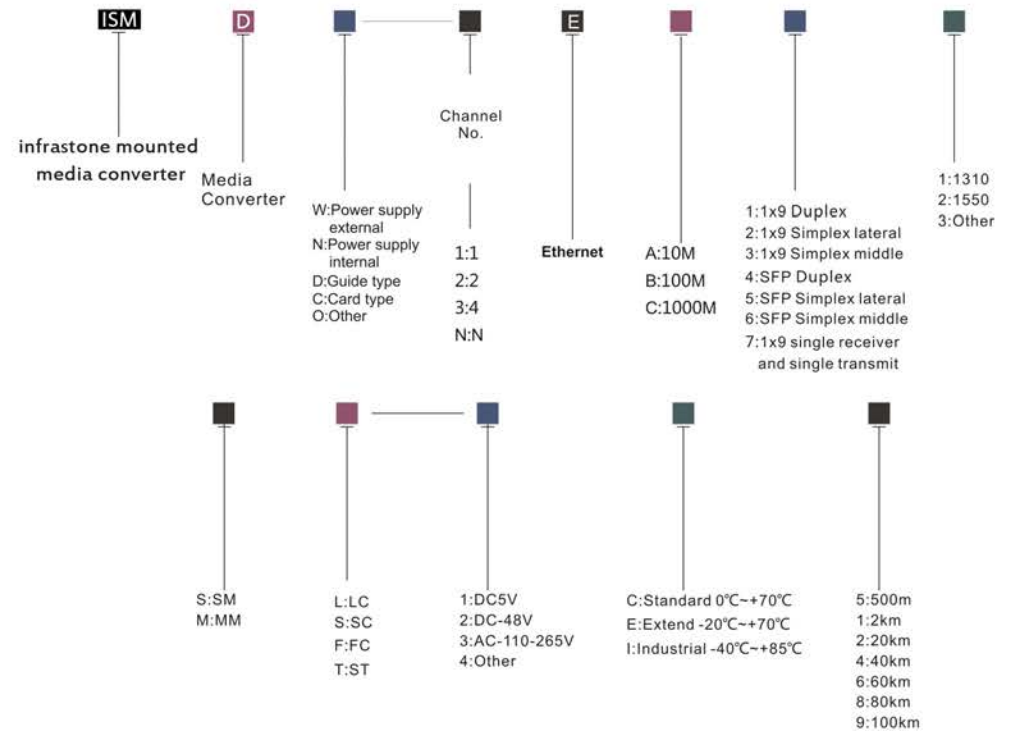 ISM
D
E
infrastone mounted
media converter
Media
Converter
W:Power supply
external
N:Power supply
internal
D:Guide type
C:Card type
O:Other
Channel
No.
1:1
2:2
3:4
N:N
Ethernet
A:10M
B:100M
C:1000M
1:1x9 Duplex
2:1x9 Simplex lateral
3:1x9 Simplex middle
4:SFP Duplex
5:SFP Simplex lateral
6:SFP Simplex middle
7:1x9 single receiver
and single transmit
1:1310
2:1550
3:Other
S:SM
M:MM
L:LC
S:SC
F:FC
T:ST
1:DC5V
2:DC-48V
3:AC-110-265V
4:Other
C:Standard 0℃~+70℃
E:Extend -20℃~+70℃
I:Industrial -40℃~+85℃
5:500m
1:2km
2:20km
4:40km
6:60km
8:80km
9:100km